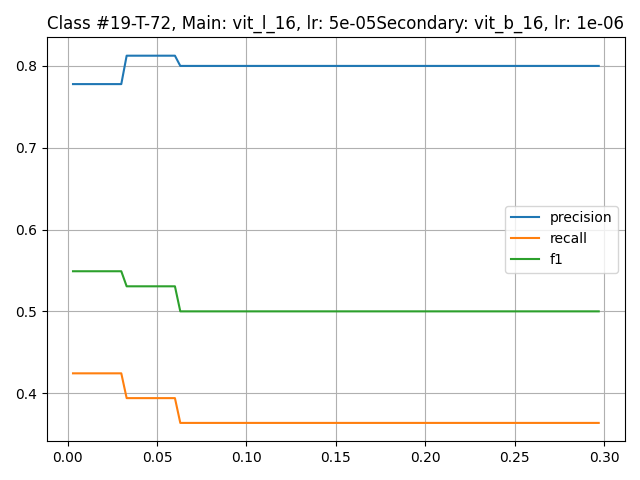 Class #19-T-72, Main: vit_l_16, lr: 5e-05Secondary: vit_b_16, lr: 1e-06
0.8
0.7
0.6
0.5
0.4
precision
recall
f1
0.00 0.05 0.10 0.15 0.20 0.25 0.30